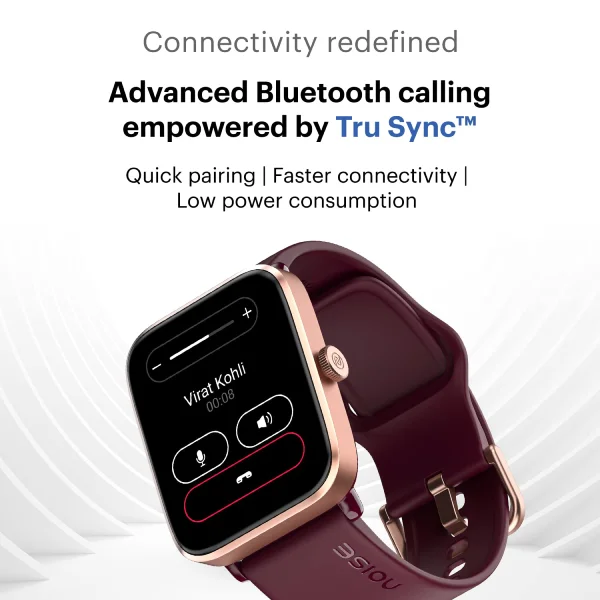 Connectivity redefined
Advanced Bluetooth calling
empowered by Tru Sync™
Quick pairing | Faster connectivity |
Low power consumption
− +
Virat Kohli
00:08
noise